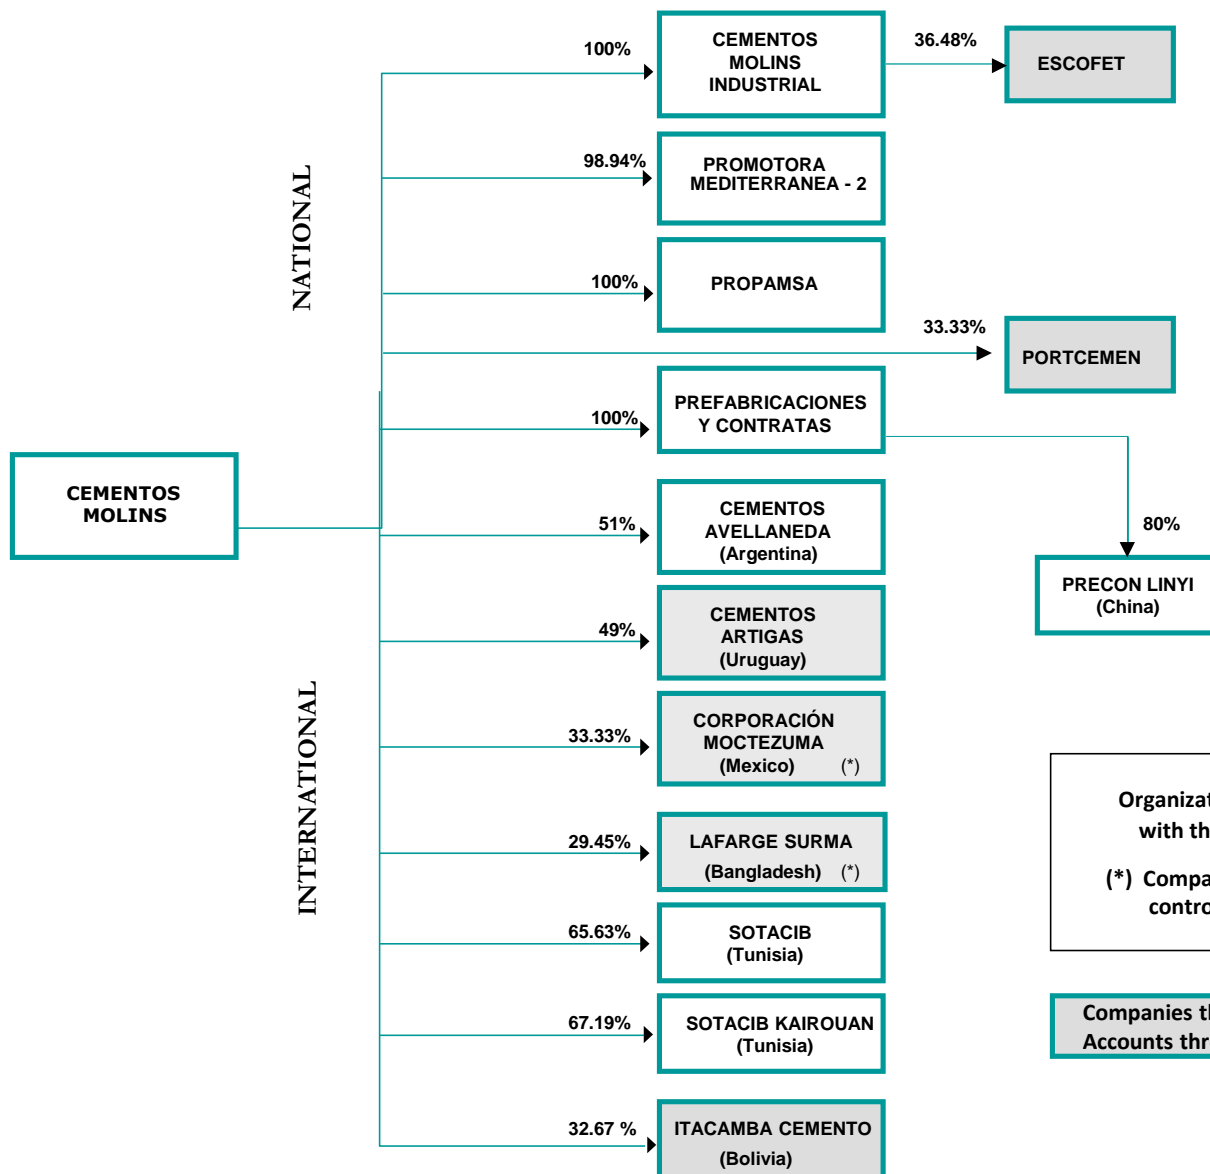 100%
CEMENTOS
MOLINS
INDUSTRIAL
36.48%
ESCOFET
NATIONAL
98.94%
PROMOTORA
MEDITERRANEA - 2
100%
PROPAMSA
33.33%
PORTCEMEN
100%
PREFABRICACIONES
Y CONTRATAS
CEMENTOS
MOLINS
51%
CEMENTOS
AVELLANEDA
(Argentina)
80%
PRECON LINYI
(China)
49%
CEMENTOS
ARTIGAS
(Uruguay)
INTERNATIONAL
33.33%
CORPORACIÓN
MOCTEZUMA
(Mexico) (*)
29.45%
LAFARGE SURMA
(Bangladesh) (*)
65.63%
SOTACIB
(Tunisia)
67.19%
SOTACIB KAIROUAN
(Tunisia)
32.67 %
ITACAMBA CEMENTO
(Bolivia)
with
(*)
Companies
Accounts